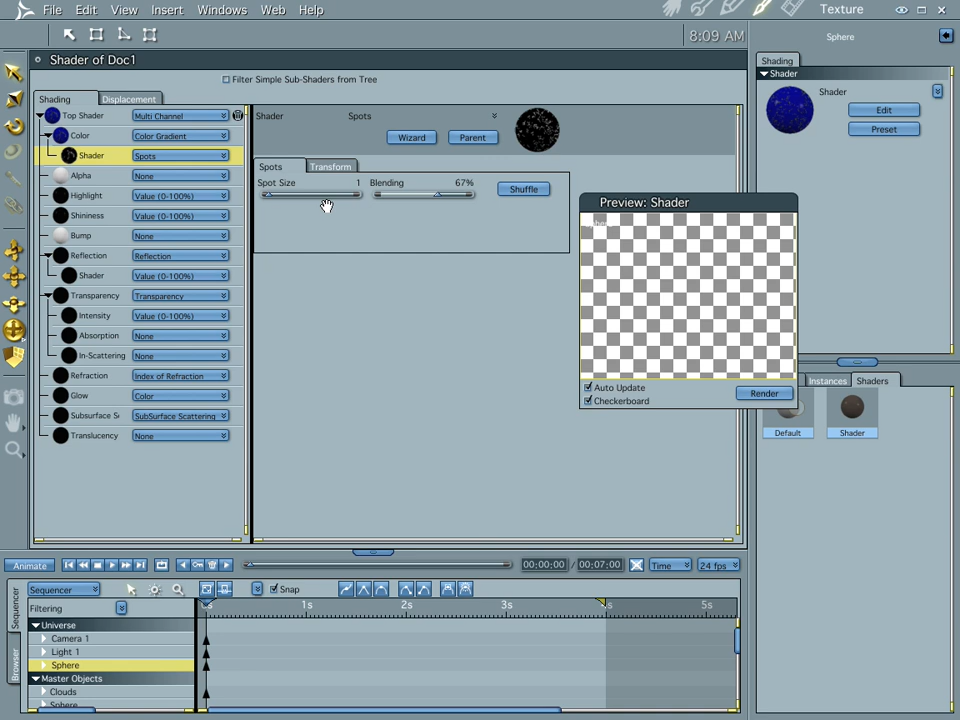 File Edit View Insert Windows Web Help
Texture
8:09 AM
Sphere
Shader of Doc1
Filter Simple Sub-Shaders from Tree
Shading Displacement
Top Shader Multi Channel
Color Color Gradient
Shader Spots
Alpha None
Highlight Value (0-100%)
Shininess Value (0-100%)
Bump None
Reflection Reflection
Shader Value (0-100%)
Transparency Transparency
Intensity Value (0-100%)
Absorption None
In-Scattering None
Refraction Index of Refraction
Glow Color
Subsurface Sc SubSurface Scattering
Translucency None
Shader Spots
Wizard Parent
Spots Transform
Spot Size 1 Blending 67%
Shuffle
Preview: Shader
Auto Update
Checkerboard
Render
Shading
Shader
Shader
Edit
Preset
Instances Shaders
Default Shader
Animate
00:00:00 / 00:07:00 Time 24 fps
Sequencer
Browser
Sequencer
Snap
Filtering
1s 2s 3s 5s
Universe
Camera 1
Light 1
Sphere
Master Objects
Clouds
Sphere